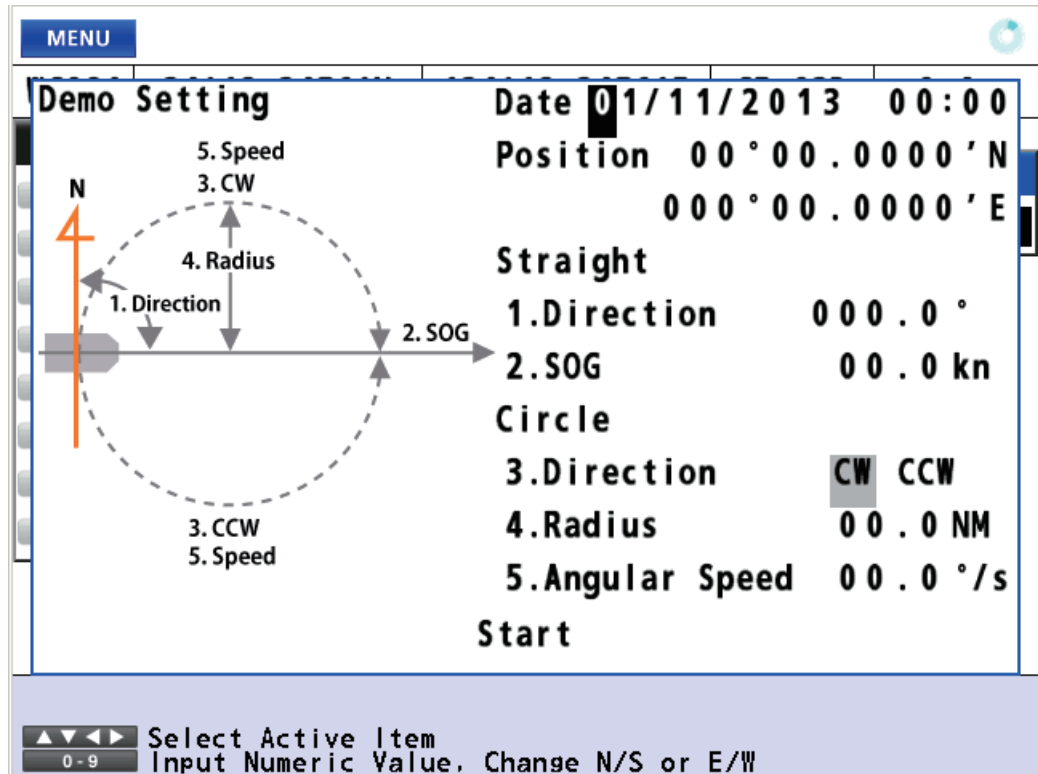 MENU
Demo Setting
Date 01/11/2013 00:00
Position 00°00.0000'N
000°00.0000'E
5. Speed
3. CW
N
4. Radius
1. Direction
2. SOG
3. CCW
5. Speed
Straight
1.Direction 000.0°
2.SOG 00.0 kn
Circle
3.Direction CW CCW
4.Radius 00.0 NM
5.Angular Speed 00.0 °/s
Start
▲▼◀▶ Select Active Item
0-9 Input Numeric Value, Change N/S or E/W